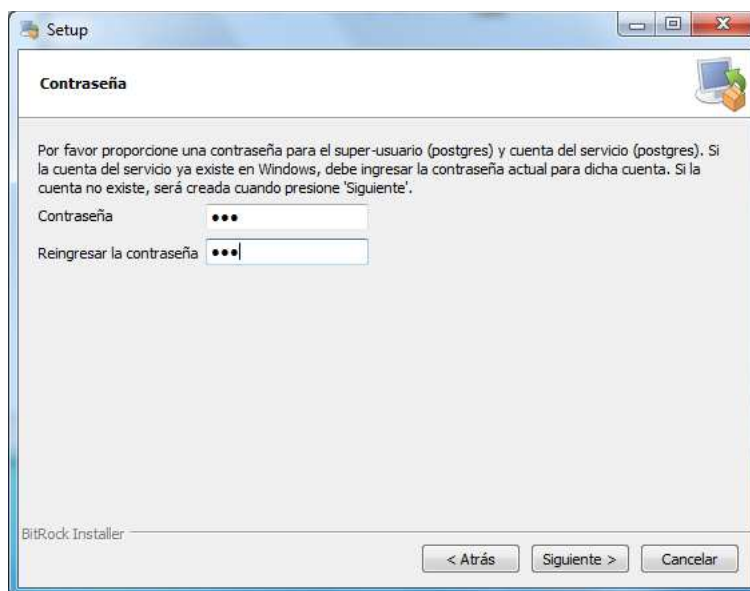 Setup
Contraseña
Por favor proporcione una contraseña para el super-usuario (postgres) y cuenta del servicio (postgres). Si
la cuenta del servicio ya existe en Windows, debe ingresar la contraseña actual para dicha cuenta. Si la
cuenta no existe, será creada cuando presione 'Siguiente'.
Contraseña •••
Reingresar la contraseña •••
BitRock Installer
< Atrás Siguiente > Cancelar